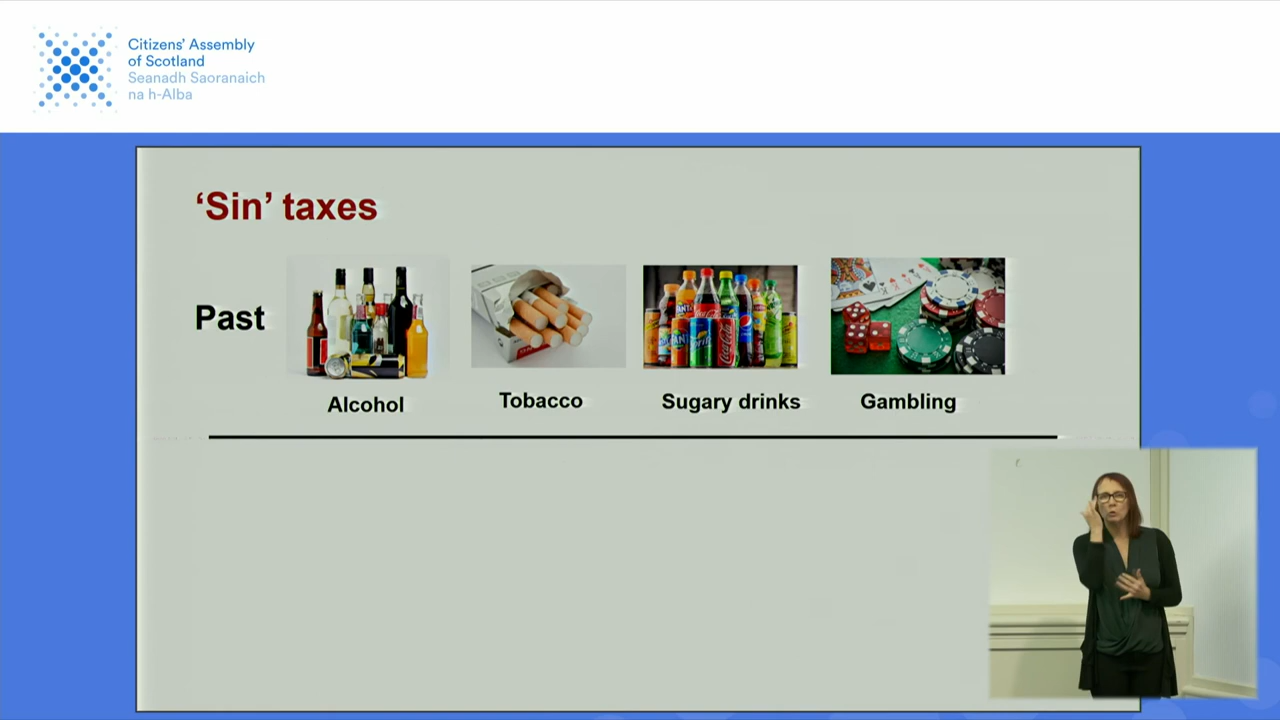 Citizens' Assembly
of Scotland
Seanadh Saoranaich
na h-Alba
‘Sin’ taxes
Past
Alcohol
Tobacco
Sugary drinks
Gambling